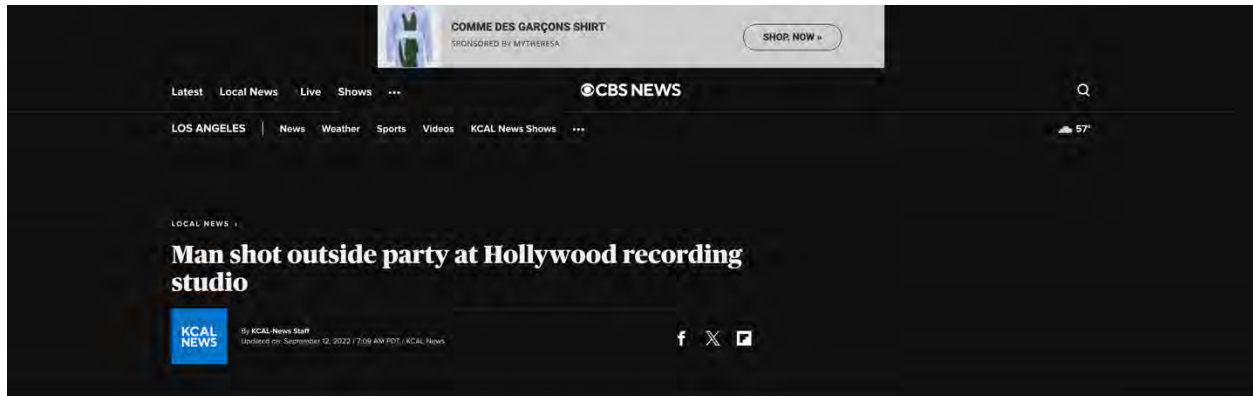 COMME DES GARÇONS SHIRT
SPONSORED BY MYTHERESA
SHOP NOW »
Latest Local News Live Shows •••
CBS NEWS
LOS ANGELES | News Weather Sports Videos KCAL News Shows •••
57°
LOCAL NEWS ›
Man shot outside party at Hollywood recording
studio
KCAL
NEWS
By KCAL-News Staff
Updated on: September 12, 2022 / 7:09 AM PDT / KCAL News